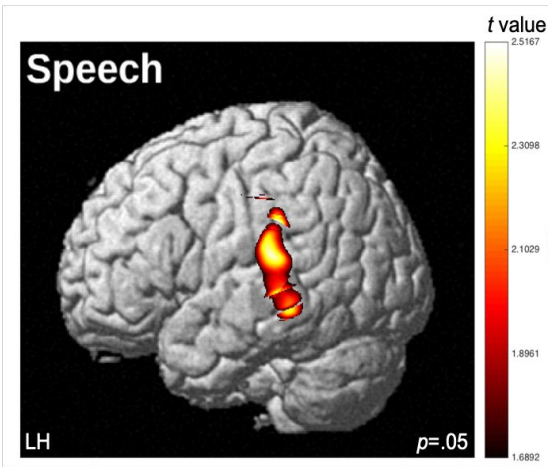 t value
Speech
2.5167
2.3098
2.1029
1.8961
1.6892
LH
p=.05